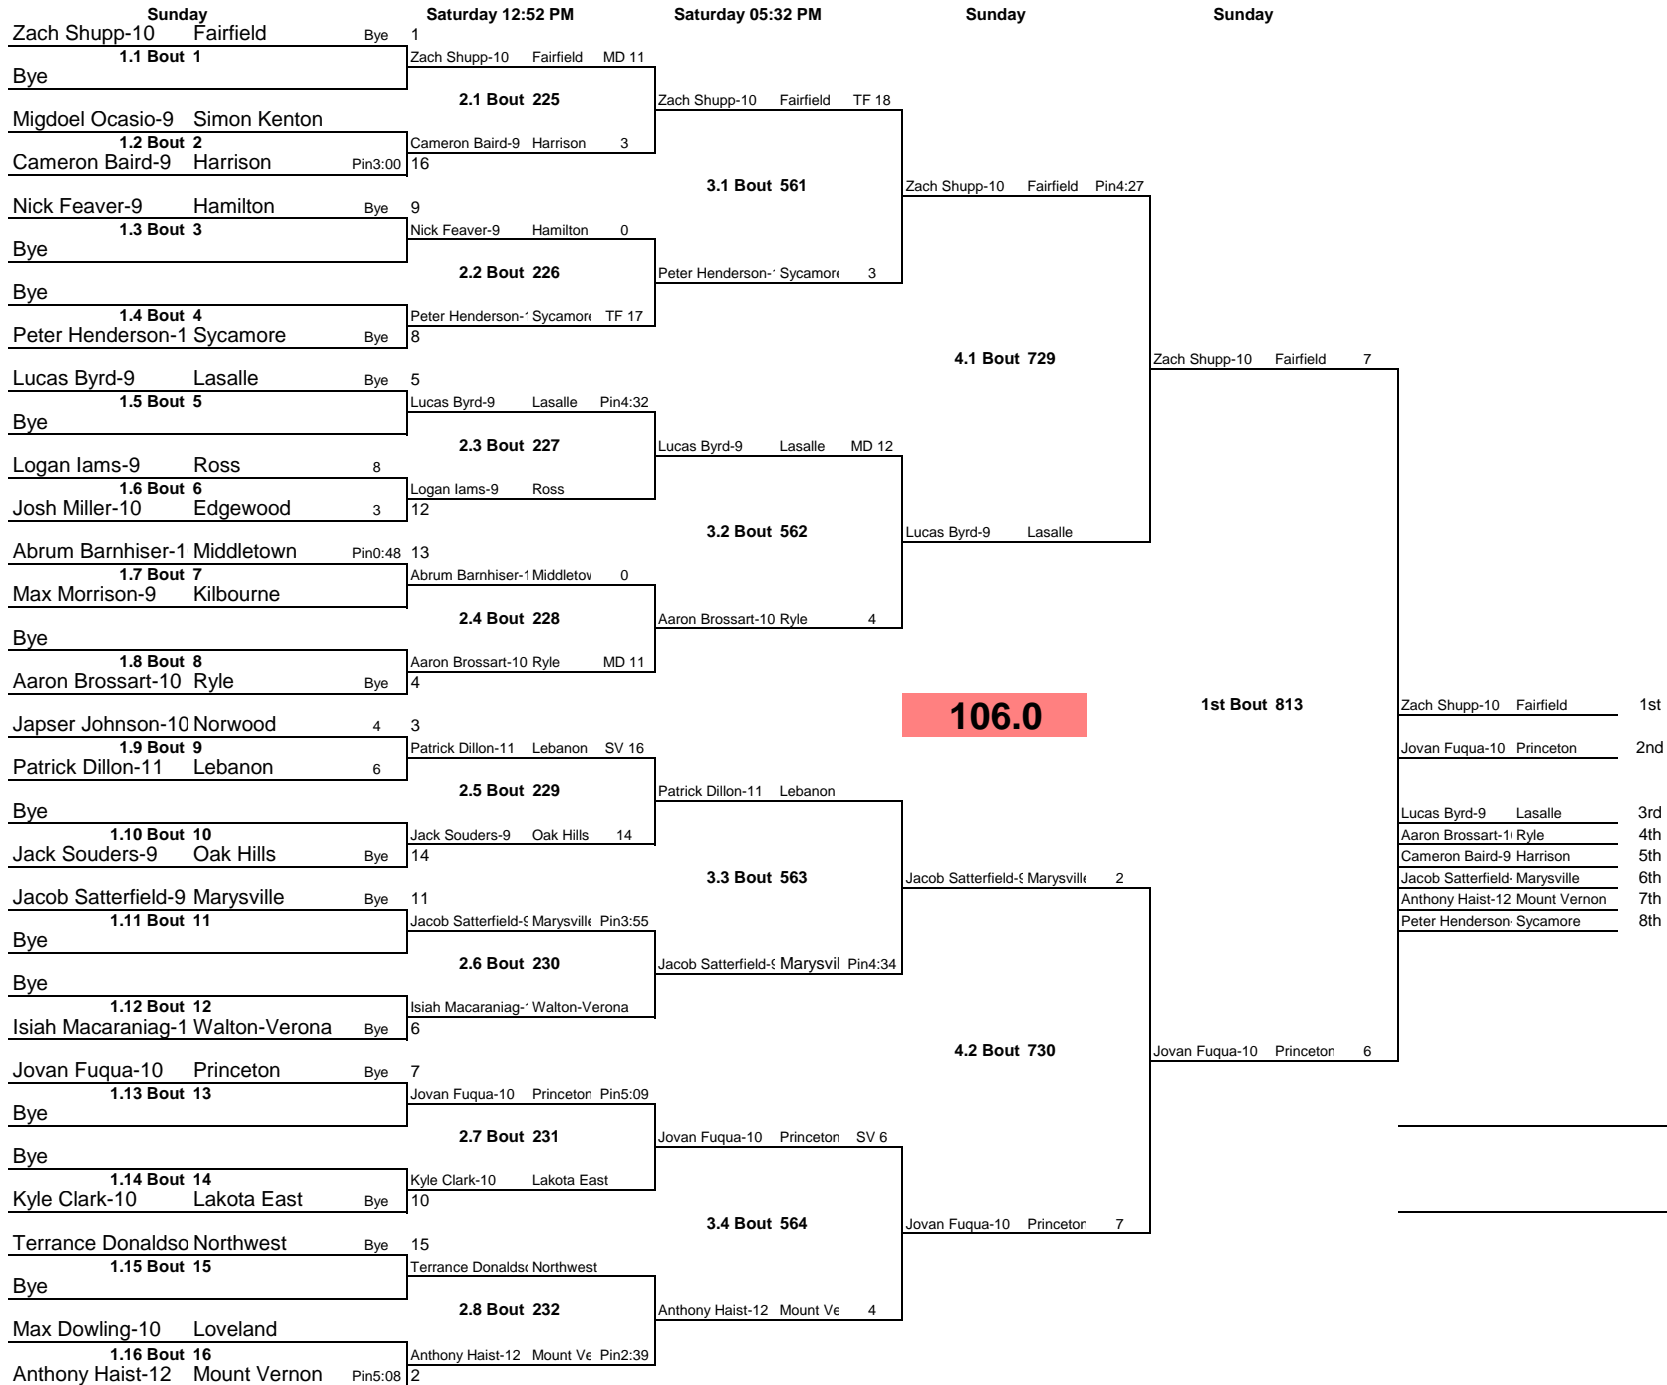 Sunday Saturday 12:52 PM Saturday 05:32 PM Sunday Sunday
Zach Shupp-10 Fairfield Bye 1
1.1 Bout 1
Zach Shupp-10 Fairfield MD 11
Bye
2.1 Bout 225
Zach Shupp-10 Fairfield TF 18
Migdoel Ocasio-9 Simon Kenton
1.2 Bout 2
Cameron Baird-9 Harrison 3
Cameron Baird-9 Harrison Pin3:00 16
3.1 Bout 561
Zach Shupp-10 Fairfield Pin4:27
Nick Feaver-9 Hamilton Bye 9
1.3 Bout 3
Nick Feaver-9 Hamilton 0
Bye
2.2 Bout 226
Peter Henderson-1 Sycamore 3
Bye
1.4 Bout 4
Peter Henderson-1 Sycamore TF 17
Peter Henderson-1 Sycamore Bye 8
4.1 Bout 729
Zach Shupp-10 Fairfield 7
Lucas Byrd-9 Lasalle Bye 5
1.5 Bout 5
Lucas Byrd-9 Lasalle Pin4:32
Bye
2.3 Bout 227
Lucas Byrd-9 Lasalle MD 12
Logan Iams-9 Ross 8
1.6 Bout 6
Logan Iams-9 Ross
Josh Miller-10 Edgewood 3 12
3.2 Bout 562
Lucas Byrd-9 Lasalle
Abrum Barnhiser-1 Middletown Pin0:48 13
1.7 Bout 7
Abrum Barnhiser-1 Middletov 0
Max Morrison-9 Kilbourne
2.4 Bout 228
Aaron Brossart-10 Ryle 4
Bye
1.8 Bout 8
Aaron Brossart-10 Ryle MD 11
Aaron Brossart-10 Ryle Bye 4
106.0
1st Bout 813
Zach Shupp-10 Fairfield 1st
Japser Johnson-10 Norwood 4 3
1.9 Bout 9
Patrick Dillon-11 Lebanon SV 16
Jovan Fuqua-10 Princeton 2nd
Patrick Dillon-11 Lebanon 6
2.5 Bout 229
Patrick Dillon-11 Lebanon
Bye
Lucas Byrd-9 Lasalle 3rd
1.10 Bout 10
Jack Souders-9 Oak Hills 14
Aaron Brossart-1 Ryle 4th
Jack Souders-9 Oak Hills Bye 14
Cameron Baird-9 Harrison 5th
3.3 Bout 563
Jacob Satterfield-9 Marysville 2
Jacob Satterfield- Marysville 6th
Jacob Satterfield-9 Marysville Bye 11
Anthony Haist-12 Mount Vernon 7th
1.11 Bout 11
Jacob Satterfield-9 Marysville Pin3:55
Peter Henderson- Sycamore 8th
Bye
2.6 Bout 230
Jacob Satterfield-9 Marysvil Pin4:34
Bye
1.12 Bout 12
Isiah Macaraniag-1 Walton-Verona
Isiah Macaraniag-1 Walton-Verona Bye 6
4.2 Bout 730
Jovan Fuqua-10 Princeton 6
Jovan Fuqua-10 Princeton Bye 7
1.13 Bout 13
Jovan Fuqua-10 Princeton Pin5:09
Bye
2.7 Bout 231
Jovan Fuqua-10 Princeton SV 6
Bye
1.14 Bout 14
Kyle Clark-10 Lakota East
Kyle Clark-10 Lakota East Bye 10
3.4 Bout 564
Jovan Fuqua-10 Princeton 7
Terrance Donaldso Northwest Bye 15
1.15 Bout 15
Terrance Donaldso Northwest
Bye
2.8 Bout 232
Anthony Haist-12 Mount Ve 4
Max Dowling-10 Loveland
1.16 Bout 16
Anthony Haist-12 Mount Ve Pin2:39
Anthony Haist-12 Mount Vernon Pin5:08 2